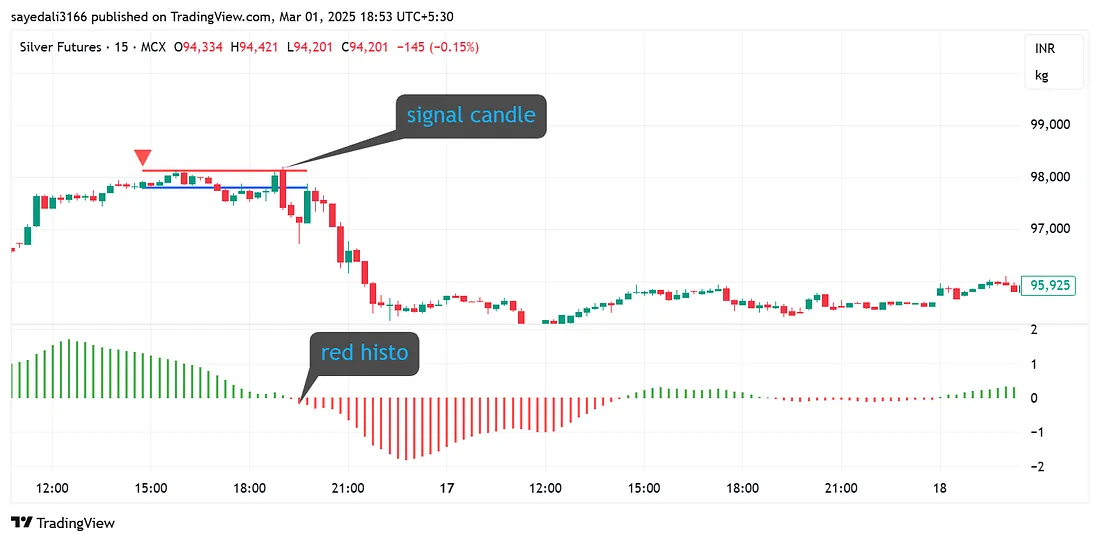 sayedali3166 published on TradingView.com, Mar 01, 2025 18:53 UTC+5:30
Silver Futures · 15 · MCX O94,334 H94,421 L94,201 C94,201 −145 (−0.15%)
INR
kg
signal candle
99,000
98,000
97,000
95,925
red histo
2
1
0
−1
−2
12:00 15:00 18:00 21:00 17 12:00 15:00 18:00 21:00 18
TradingView